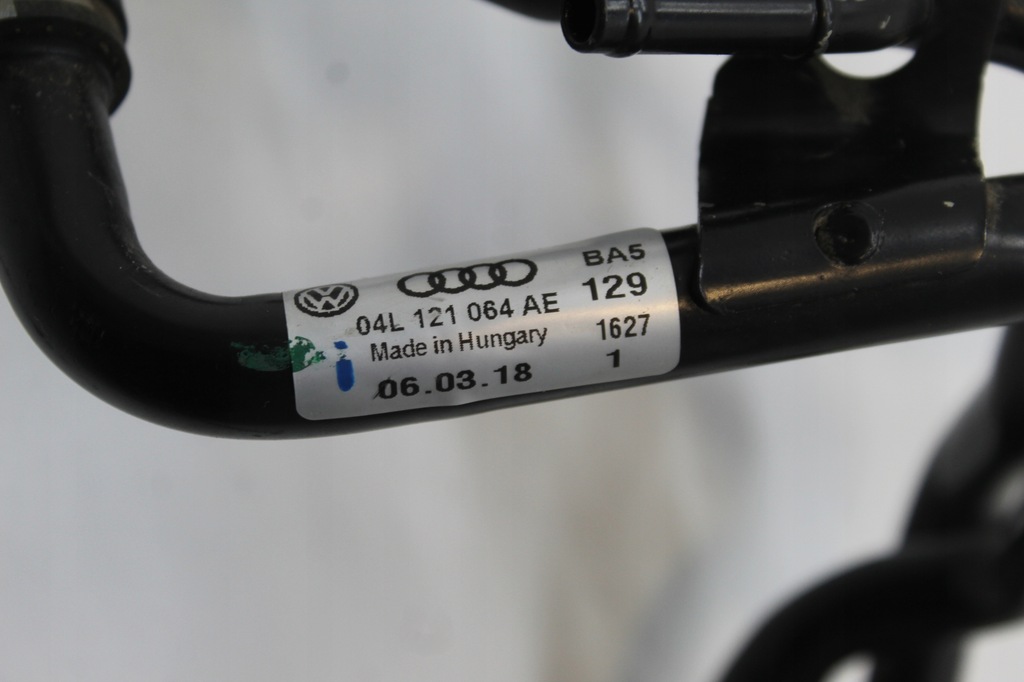 BA5
04L 121 064 AE 129
Made in Hungary 1627
06.03.18 1